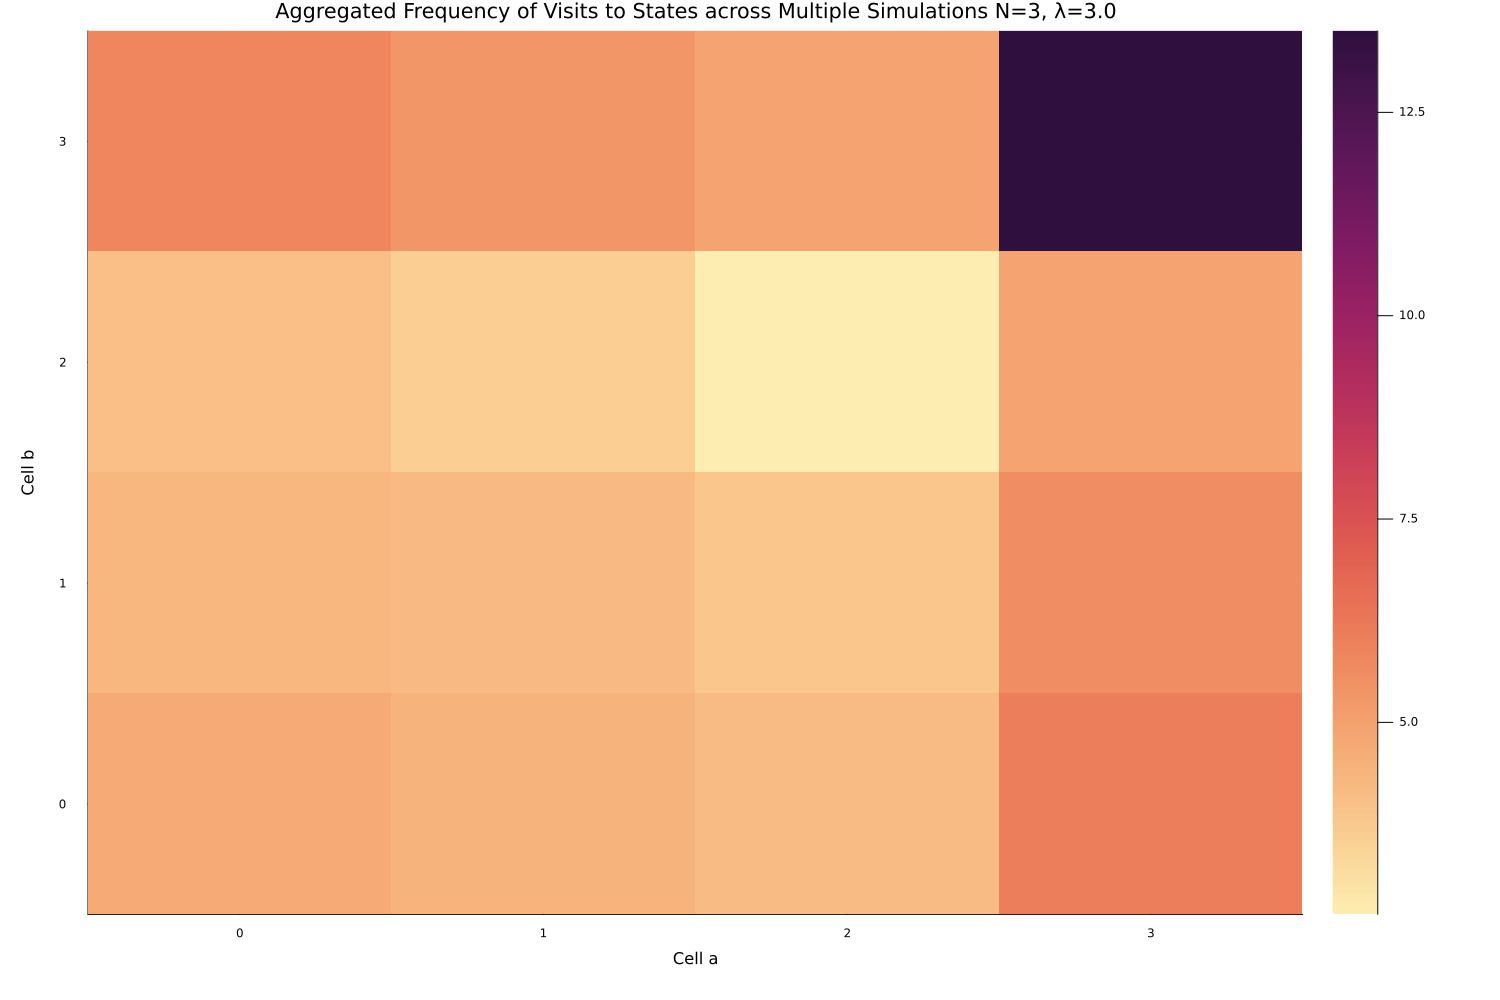 Aggregated Frequency of Visits to States across Multiple Simulations N=3, λ=3.0
12.5
3
10.0
2
Cell b
7.5
1
5.0
0
0 1 2 3
Cell a